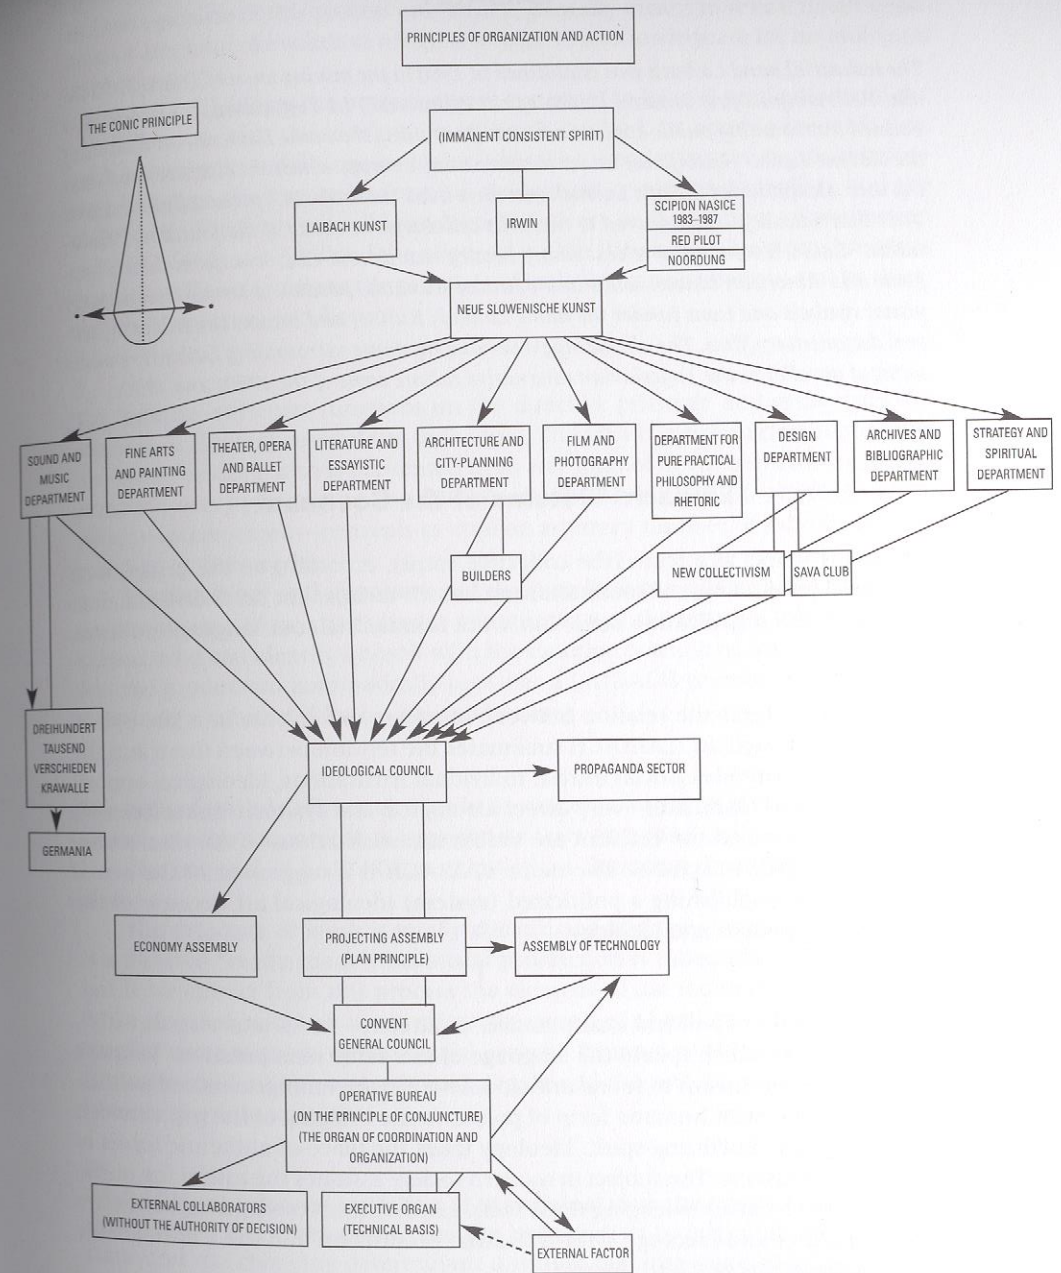 PRINCIPLES OF ORGANIZATION AND ACTION
THE CONIC PRINCIPLE
(IMMANENT CONSISTENT SPIRIT)
LAIBACH KUNST
IRWIN
SCIPION NASICE
1983–1987
RED PILOT
NOORDUNG
NEUE SLOWENISCHE KUNST
SOUND AND
MUSIC
DEPARTMENT
FINE ARTS
AND PAINTING
DEPARTMENT
THEATER, OPERA
AND BALLET
DEPARTMENT
LITERATURE AND
ESSAYISTIC
DEPARTMENT
ARCHITECTURE AND
CITY-PLANNING
DEPARTMENT
FILM AND
PHOTOGRAPHY
DEPARTMENT
DEPARTMENT FOR
PURE PRACTICAL
PHILOSOPHY AND
RHETORIC
DESIGN
DEPARTMENT
ARCHIVES AND
BIBLIOGRAPHIC
DEPARTMENT
STRATEGY AND
SPIRITUAL
DEPARTMENT
BUILDERS
NEW COLLECTIVISM
SAVA CLUB
DREIHUNDERT
TAUSEND
VERSCHIEDEN
KRAWALLE
GERMANIA
IDEOLOGICAL COUNCIL
PROPAGANDA SECTOR
ECONOMY ASSEMBLY
PROJECTING ASSEMBLY
(PLAN PRINCIPLE)
ASSEMBLY OF TECHNOLOGY
CONVENT
GENERAL COUNCIL
OPERATIVE BUREAU
(ON THE PRINCIPLE OF CONJUNCTURE)
(THE ORGAN OF COORDINATION AND
ORGANIZATION)
EXTERNAL COLLABORATORS
(WITHOUT THE AUTHORITY OF DECISION)
EXECUTIVE ORGAN
(TECHNICAL BASIS)
EXTERNAL FACTOR